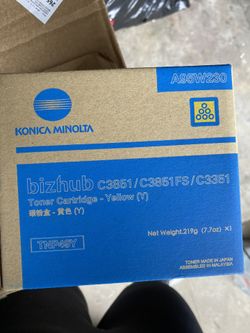 A95W230
KONICA MINOLTA
bizhub C3851/C3851FS/C3351
Toner Cartridge - Yellow (Y)
碳粉盒 - 黄色 (Y)
Net Weight.219g (7.7oz) ×1
TNP49Y
TONER MADE IN JAPAN
ASSEMBLED IN MALAYSIA